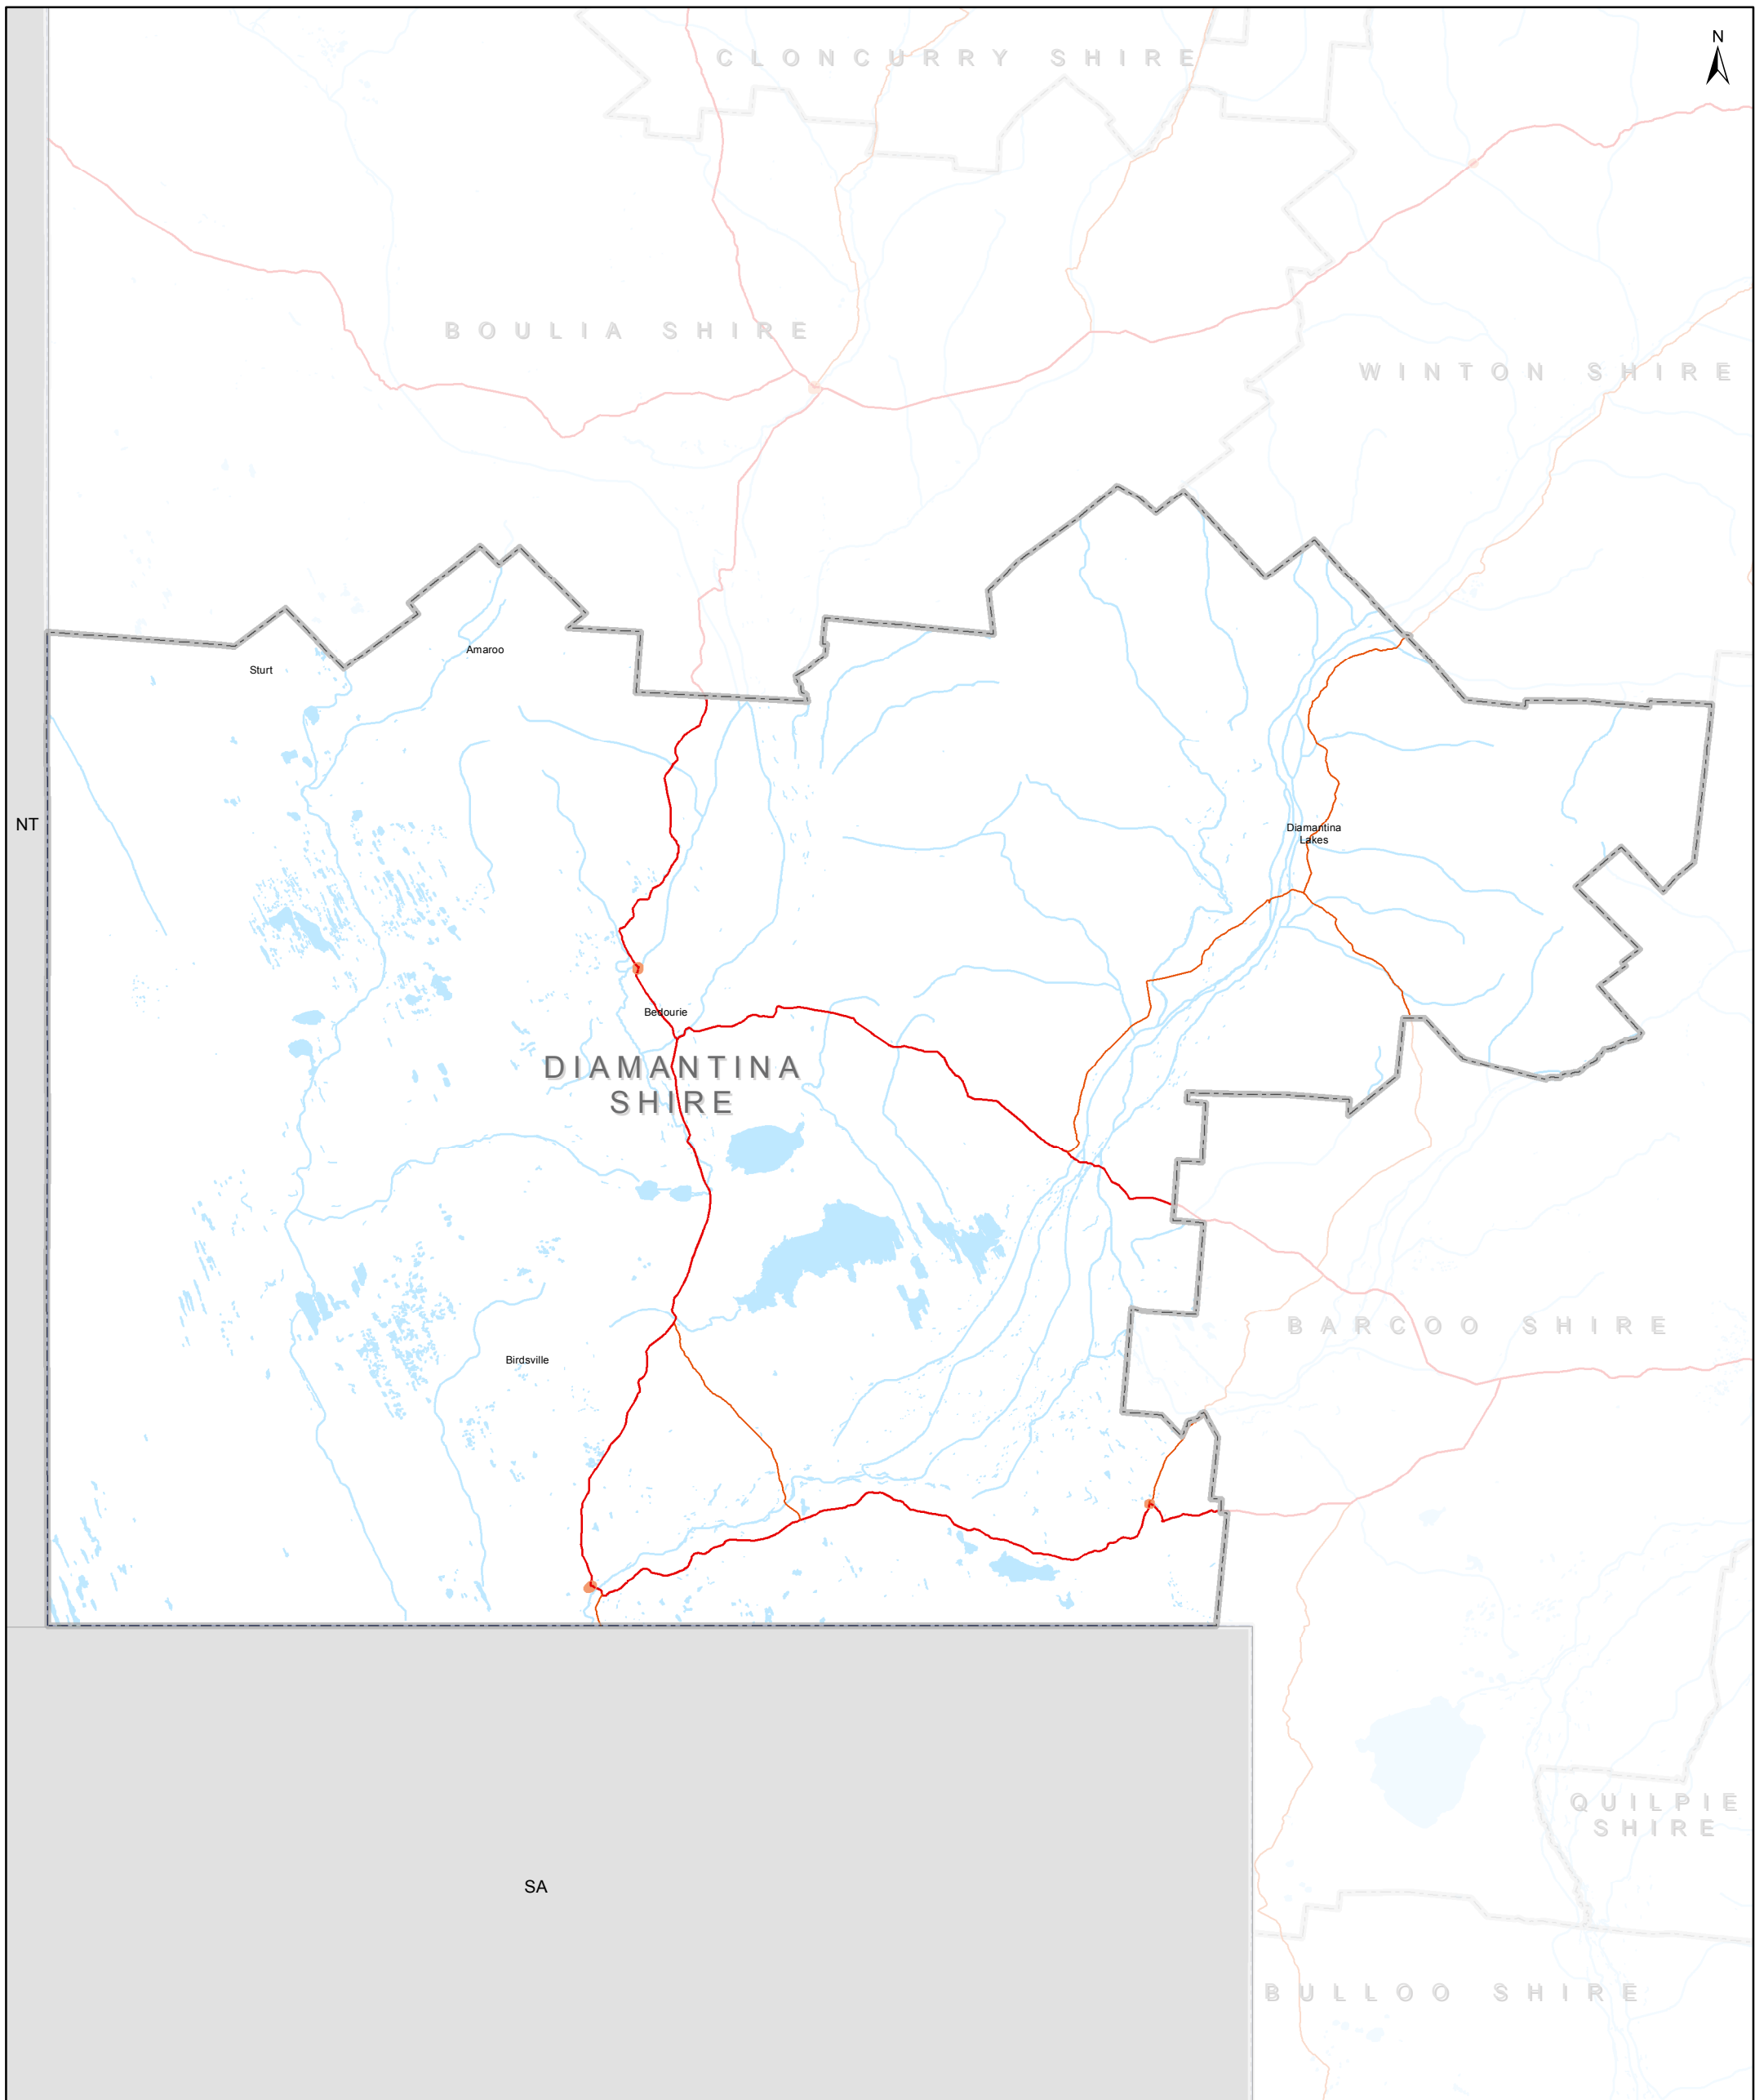 N
CLONCURRY SHIRE
BOULIA SHIRE
WINTON SHIRE
Amaroo
Sturt
NT
Diamantina
Lakes
Bedourie
DIAMANTINA
SHIRE
BARCOO SHIRE
Birdsville
QUILPIE
SHIRE
SA
BULLOO SHIRE